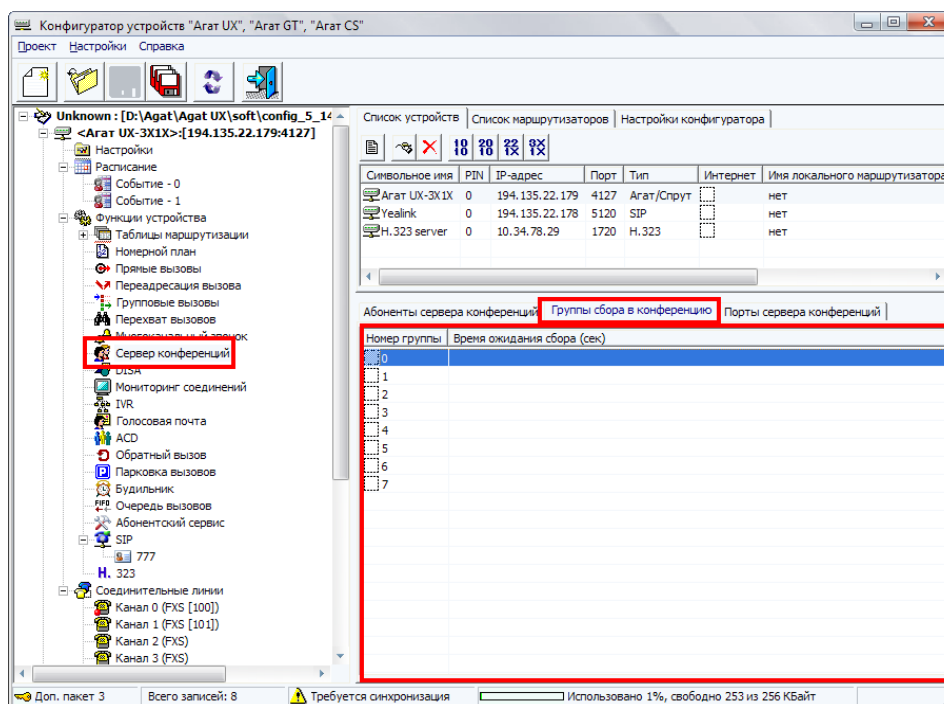 Конфигуратор устройств "Агат UX", "Агат GT", "Агат CS"
Проект Настройки Справка
Unknown : [D:\Agat\Agat UX\soft\config_5_14
<Агат UX-3X1X>:[194.135.22.179:4127]
Настройки
Расписание
Событие - 0
Событие - 1
Функции устройства
Таблицы маршрутизации
Номерной план
Прямые вызовы
Переадресация вызова
Групповые вызовы
Перехват вызовов
Многоканальный звонок
Сервер конференций
DISA
Мониторинг соединений
IVR
Голосовая почта
ACD
Обратный вызов
Парковка вызовов
Будильник
FIFO Очередь вызовов
Абонентский сервис
SIP
777
H. 323
Соединительные линии
Канал 0 (FXS [100])
Канал 1 (FXS [101])
Канал 2 (FXS)
Канал 3 (FXS)
Список устройств Список маршрутизаторов Настройки конфигуратора
Символьное имя PIN IP-адрес Порт Тип Интернет Имя локального маршрутизатора
Агат UX-3X1X 0 194.135.22.179 4127 Агат/Спрут нет
Yealink 0 194.135.22.178 5120 SIP нет
H.323 server 0 10.34.78.29 1720 H.323 нет
Абоненты сервера конференций Группы сбора в конференцию Порты сервера конференций
Номер группы Время ожидания сбора (сек)
0
1
2
3
4
5
6
7
Доп. пакет 3 Всего записей: 8 Требуется синхронизация Использовано 1%, свободно 253 из 256 КБайт